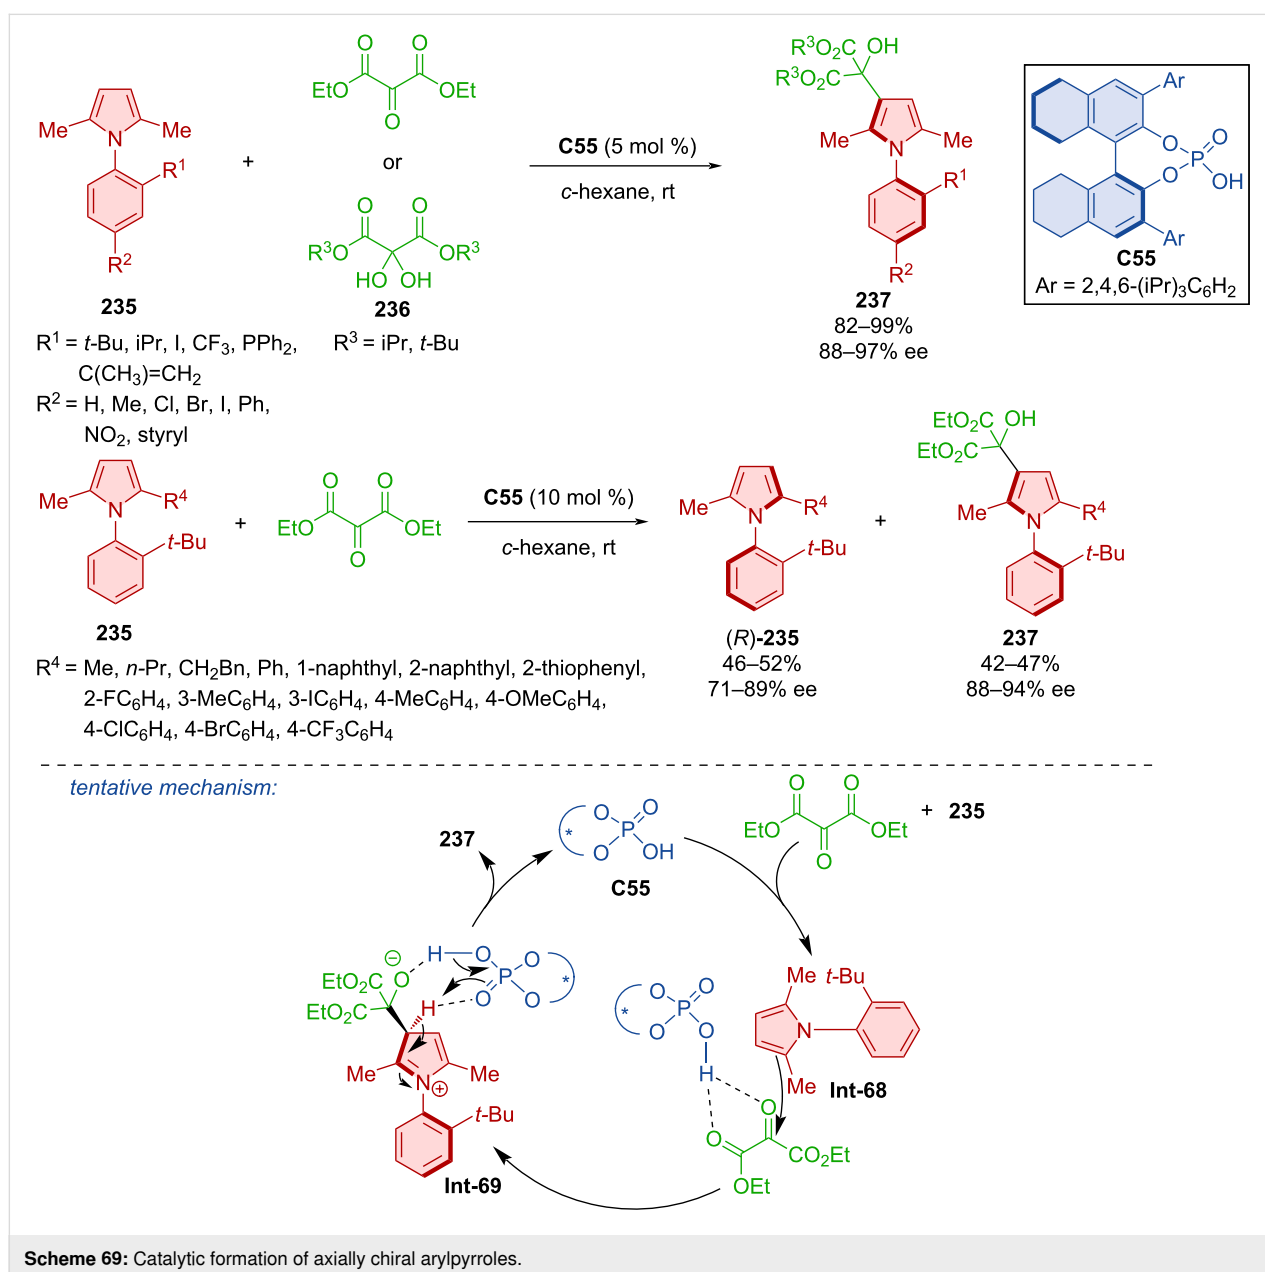 EtO O O O OEt
Me N Me
R¹
R²
235
+
or
R³O O O OR³
HO OH
236
C55 (5 mol %)
c-hexane, rt
R³O₂C OH
R³O₂C
Me N Me
R¹
R²
237
82–99%
88–97% ee
Ar
O O
P
O OH
Ar
C55
Ar = 2,4,6-(iPr)₃C₆H₂
R¹ = t-Bu, iPr, I, CF₃, PPh₂,
C(CH₃)=CH₂
R² = H, Me, Cl, Br, I, Ph,
NO₂, styryl
R³ = iPr, t-Bu
Me N R⁴
t-Bu
235
+
O O
EtO O OEt
C55 (10 mol %)
c-hexane, rt
Me N R⁴
t-Bu
(R)-235
46–52%
71–89% ee
+
EtO₂C OH
EtO₂C
Me N R⁴
t-Bu
237
42–47%
88–94% ee
R⁴ = Me, n-Pr, CH₂Bn, Ph, 1-naphthyl, 2-naphthyl, 2-thiophenyl,
2-FC₆H₄, 3-MeC₆H₄, 3-IC₆H₄, 4-MeC₆H₄, 4-OMeC₆H₄,
4-ClC₆H₄, 4-BrC₆H₄, 4-CF₃C₆H₄
tentative mechanism:
237
O O
P
* O OH
C55
O O
EtO O OEt
+ 235
O O
P
* O O
H
Me t-Bu
N
Me
Int-68
O O
CO₂Et
OEt
⊖ H O
EtO₂C O P O
EtO₂C H O O *
Me N ⊕ Me
t-Bu
Int-69
Scheme 69: Catalytic formation of axially chiral arylpyrroles.